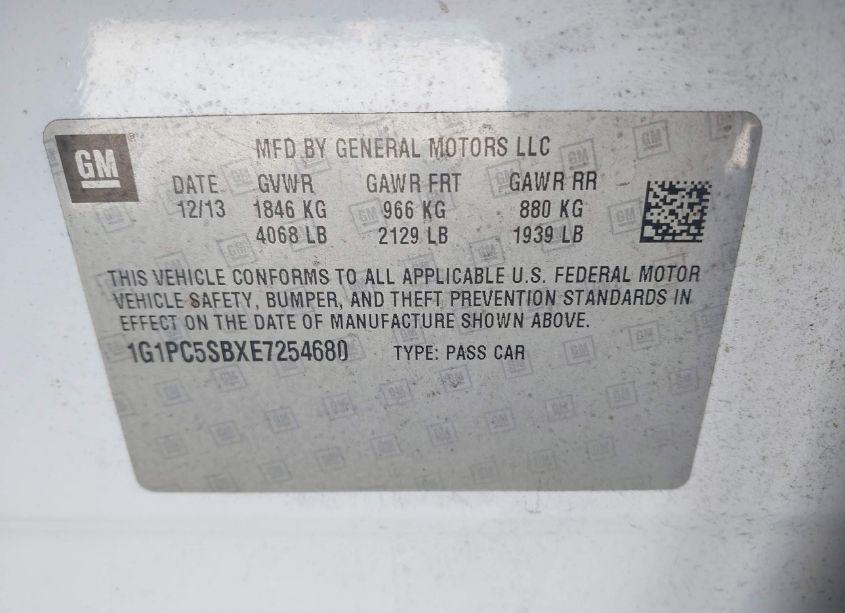 GM
MFD BY GENERAL MOTORS LLC
DATE GVWR GAWR FRT GAWR RR
12/13 1846 KG 966 KG 880 KG
4068 LB 2129 LB 1939 LB
THIS VEHICLE CONFORMS TO ALL APPLICABLE U.S. FEDERAL MOTOR
VEHICLE SAFETY, BUMPER, AND THEFT PREVENTION STANDARDS IN
EFFECT ON THE DATE OF MANUFACTURE SHOWN ABOVE.
1G1PC5SBXE7254680 TYPE: PASS CAR